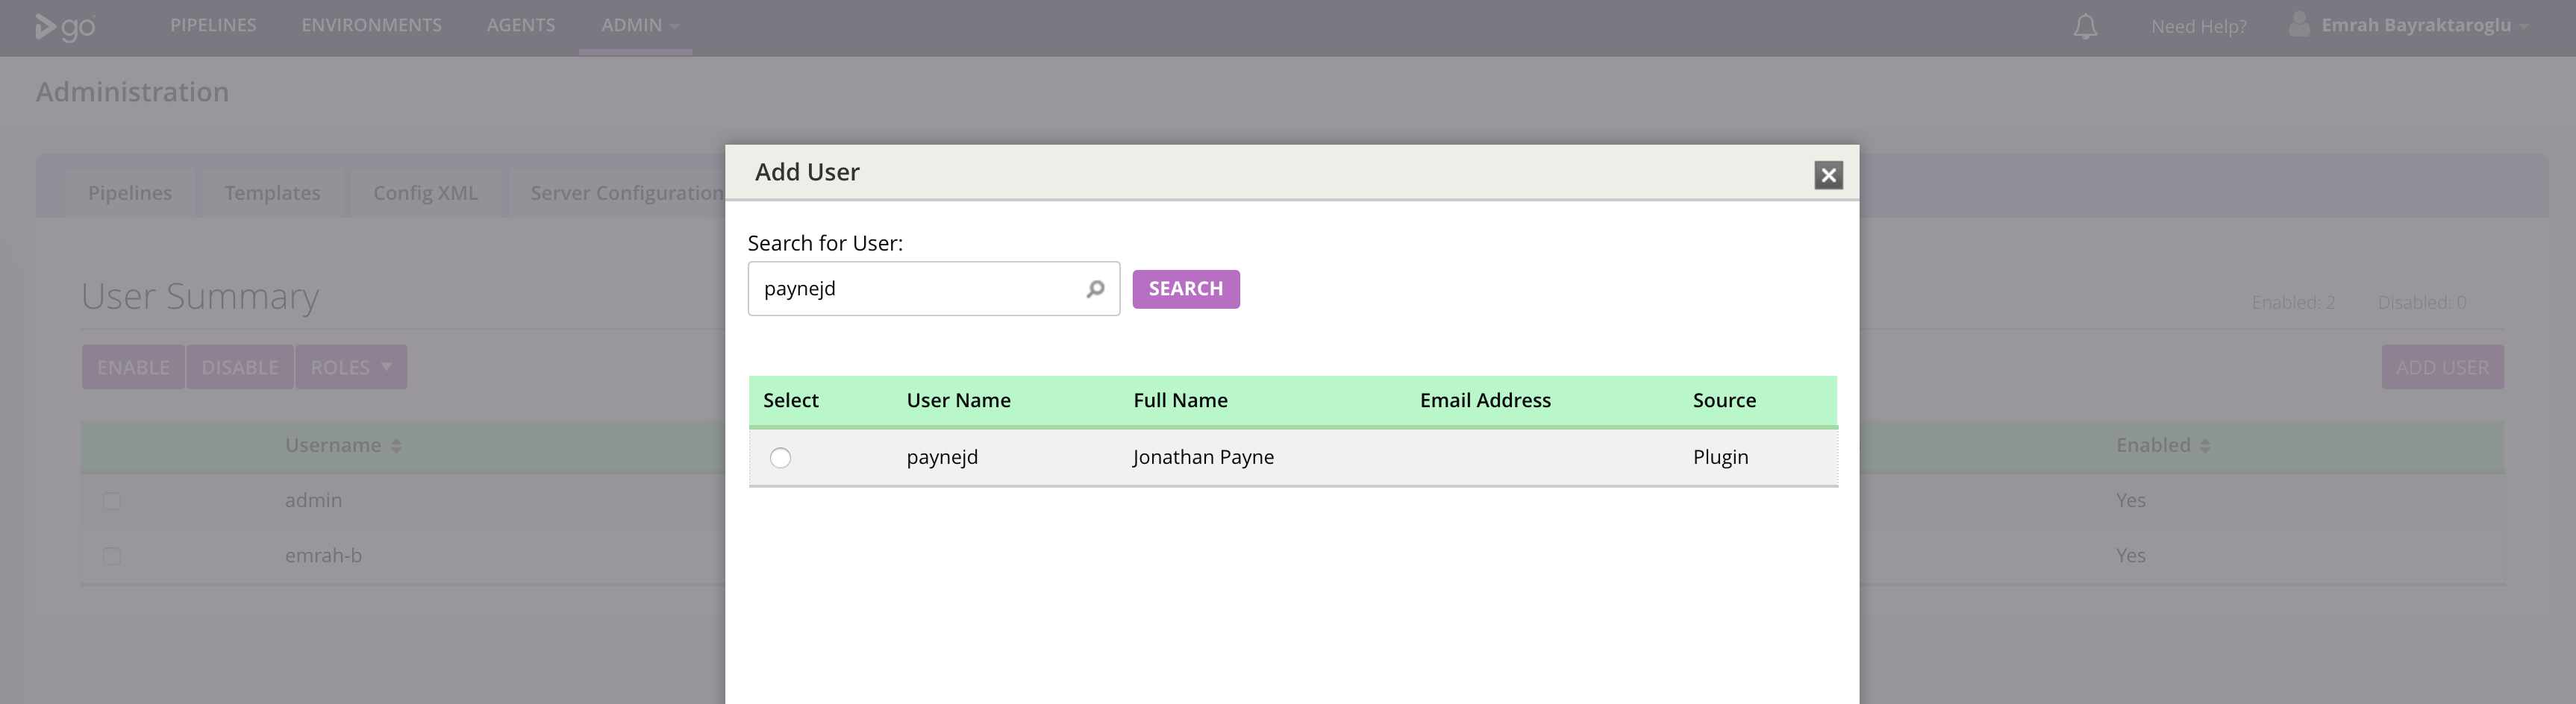 go PIPELINES ENVIRONMENTS AGENTS ADMIN Need Help? Emrah Bayraktaroglu
Administration
Pipelines Templates Config XML Server Configuration
Add User
Search for User:
paynejd SEARCH
User Summary Enabled: 2 Disabled: 0
ENABLE DISABLE ROLES ADD USER
Select User Name Full Name Email Address Source
paynejd Jonathan Payne Plugin
Username Enabled
admin Yes
emrah-b Yes